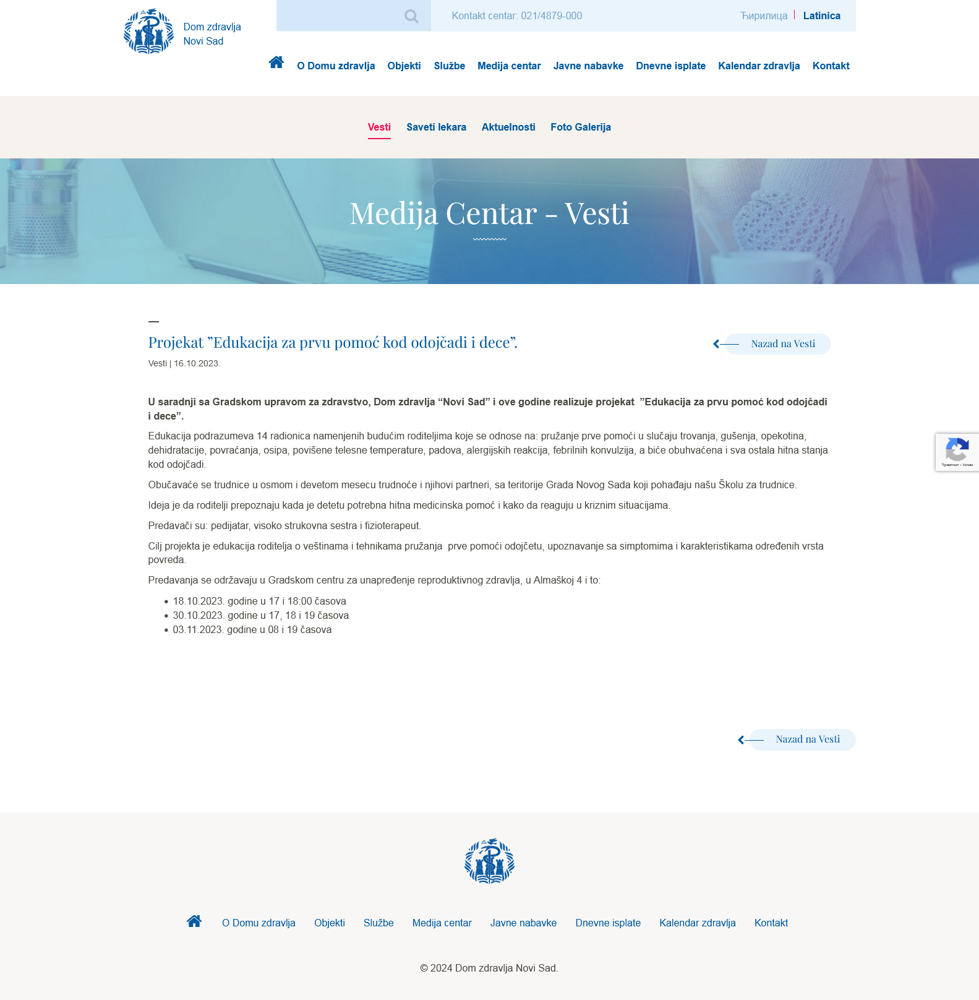 Dom zdravlja
Novi Sad
Kontakt centar: 021/4879-000
Ћирилица
Latinica
O Domu zdravlja Objekti Službe Medija centar Javne nabavke Dnevne isplate Kalendar zdravlja Kontakt
Vesti Saveti lekara Aktuelnosti Foto Galerija
Medija Centar - Vesti
Projekat ”Edukacija za prvu pomoć kod odojčadi i dece”.
Nazad na Vesti
Vesti | 16.10.2023.
U saradnji sa Gradskom upravom za zdravstvo, Dom zdravlja “Novi Sad” i ove godine realizuje projekat  ”Edukacija za prvu pomoć kod odojčadi
i dece”.
Edukacija podrazumeva 14 radionica namenjenih budućim roditeljima koje se odnose na: pružanje prve pomoći u slučaju trovanja, gušenja, opekotina,
dehidratacije, povraćanja, osipa, povišene telesne temperature, padova, alergijskih reakcija, febrilnih konvulzija, a biće obuhvaćena i sva ostala hitna stanja
kod odojčadi.
Obučavaće se trudnice u osmom i devetom mesecu trudnoće i njihovi partneri, sa teritorije Grada Novog Sada koji pohađaju našu Školu za trudnice.
Ideja je da roditelji prepoznaju kada je detetu potrebna hitna medicinska pomoć i kako da reaguju u kriznim situacijama.
Predavači su: pedijatar, visoko strukovna sestra i fizioterapeut.
Cilj projekta je edukacija roditelja o veštinama i tehnikama pružanja  prve pomoći odojčetu, upoznavanje sa simptomima i karakteristikama određenih vrsta
povreda.
Predavanja se održavaju u Gradskom centru za unapređenje reproduktivnog zdravlja, u Almaškoj 4 i to:
• 18.10.2023. godine u 17 i 18:00 časova
• 30.10.2023. godine u 17, 18 i 19 časova
• 03.11.2023. godine u 08 i 19 časova
Приватност • Услови
Nazad na Vesti
O Domu zdravlja Objekti Službe Medija centar Javne nabavke Dnevne isplate Kalendar zdravlja Kontakt
© 2024 Dom zdravlja Novi Sad.